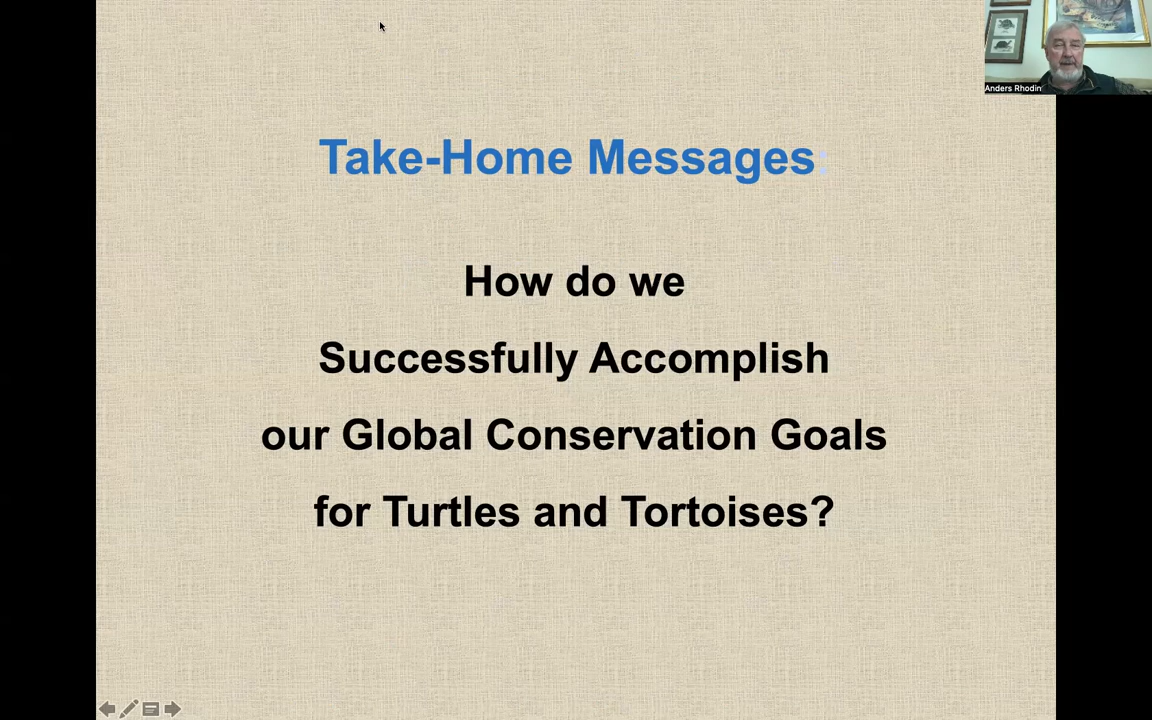 Anders Rhodin
Take-Home Messages:
How do we
Successfully Accomplish
our Global Conservation Goals
for Turtles and Tortoises?